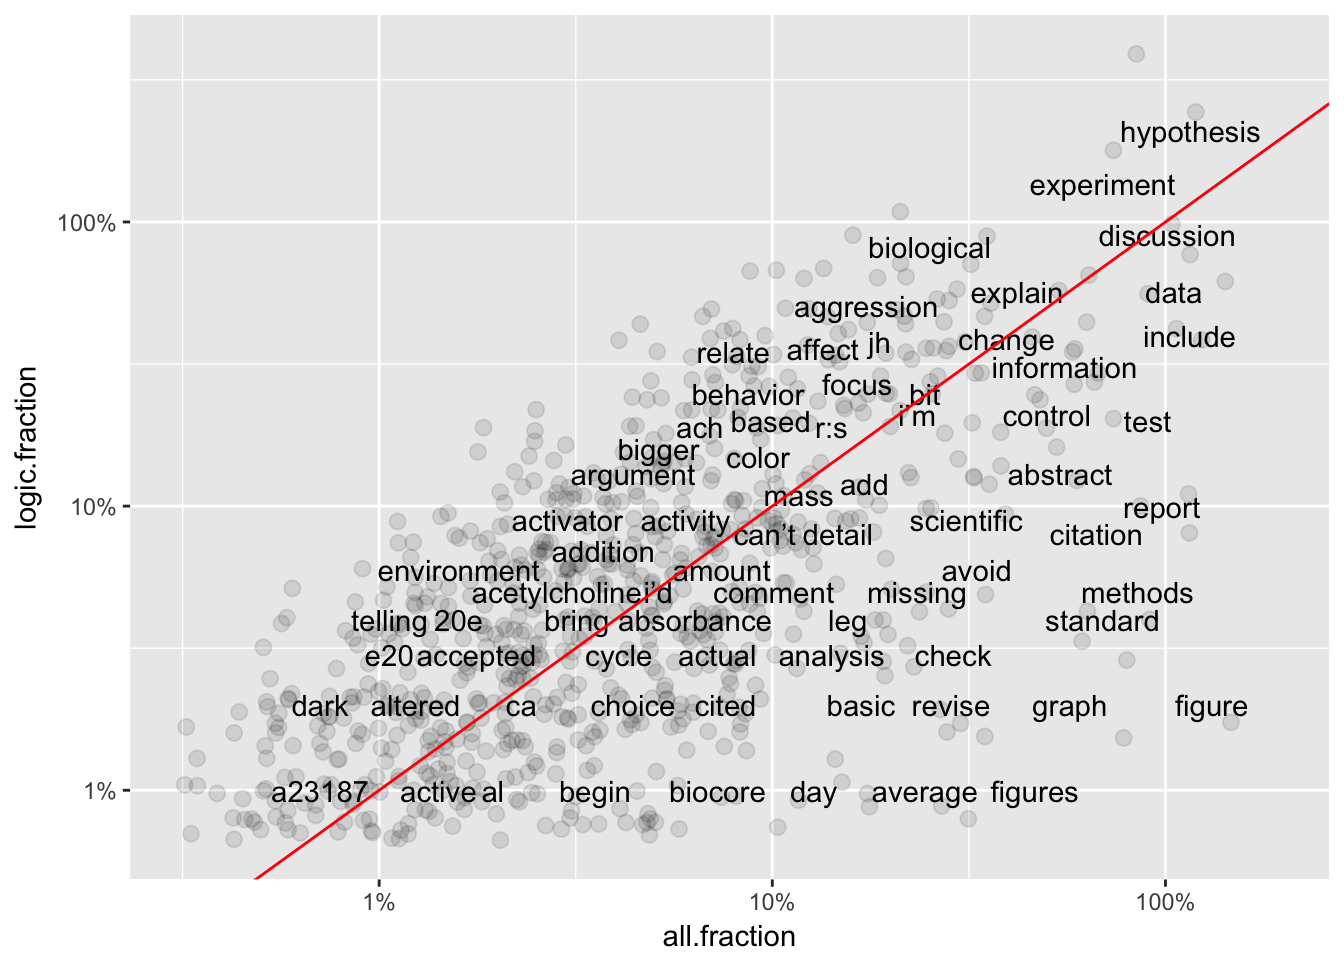 hypothesis
experiment
100%
discussion
biological
explain
data
aggression
include
change
jh
affect
relate
information
focus
behavior
bit
i'm
control
test
based
r:s
ach
bigger
color
argument
abstract
add
mass
10%
report
activator
activity
scientific
can't
detail
citation
addition
environment
amount
avoid
acetylcholine
i'd
comment
missing
methods
telling
20e
bring
absorbance
leg
standard
e20
accepted
cycle
actual
analysis
check
dark
altered
ca
choice
cited
basic
revise
graph
figure
1%
a23187
active
al
begin
biocore
day
average
figures
1%
10%
100%
all.fraction
logic.fraction